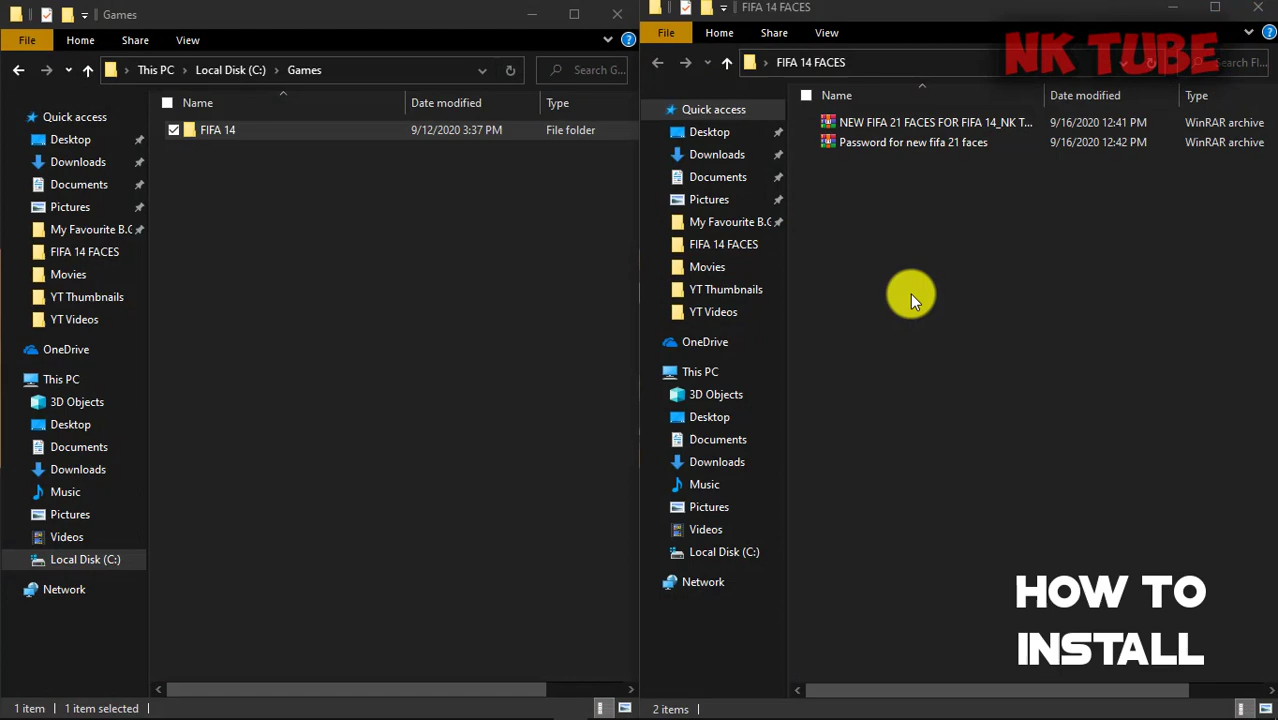 Games
File
Home
Share
View
This PC
Local Disk (C:)
Games
Search G...
Name
Date modified
Type
FIFA 14
9/12/2020 3:37 PM
File folder
Quick access
Desktop
Downloads
Documents
Pictures
My Favourite B.C
FIFA 14 FACES
Movies
YT Thumbnails
YT Videos
OneDrive
This PC
3D Objects
Desktop
Documents
Downloads
Music
Pictures
Videos
Local Disk (C:)
Network
1 item
1 item selected
FIFA 14 FACES
File
Home
Share
View
NK TUBE
FIFA 14 FACES
Search FI...
Name
Date modified
Type
NEW FIFA 21 FACES FOR FIFA 14_NK T...
9/16/2020 12:41 PM
WinRAR archive
Password for new fifa 21 faces
9/16/2020 12:42 PM
WinRAR archive
Quick access
Desktop
Downloads
Documents
Pictures
My Favourite B.C
FIFA 14 FACES
Movies
YT Thumbnails
YT Videos
OneDrive
This PC
3D Objects
Desktop
Documents
Downloads
Music
Pictures
Videos
Local Disk (C:)
Network
2 items
HOW TO
INSTALL